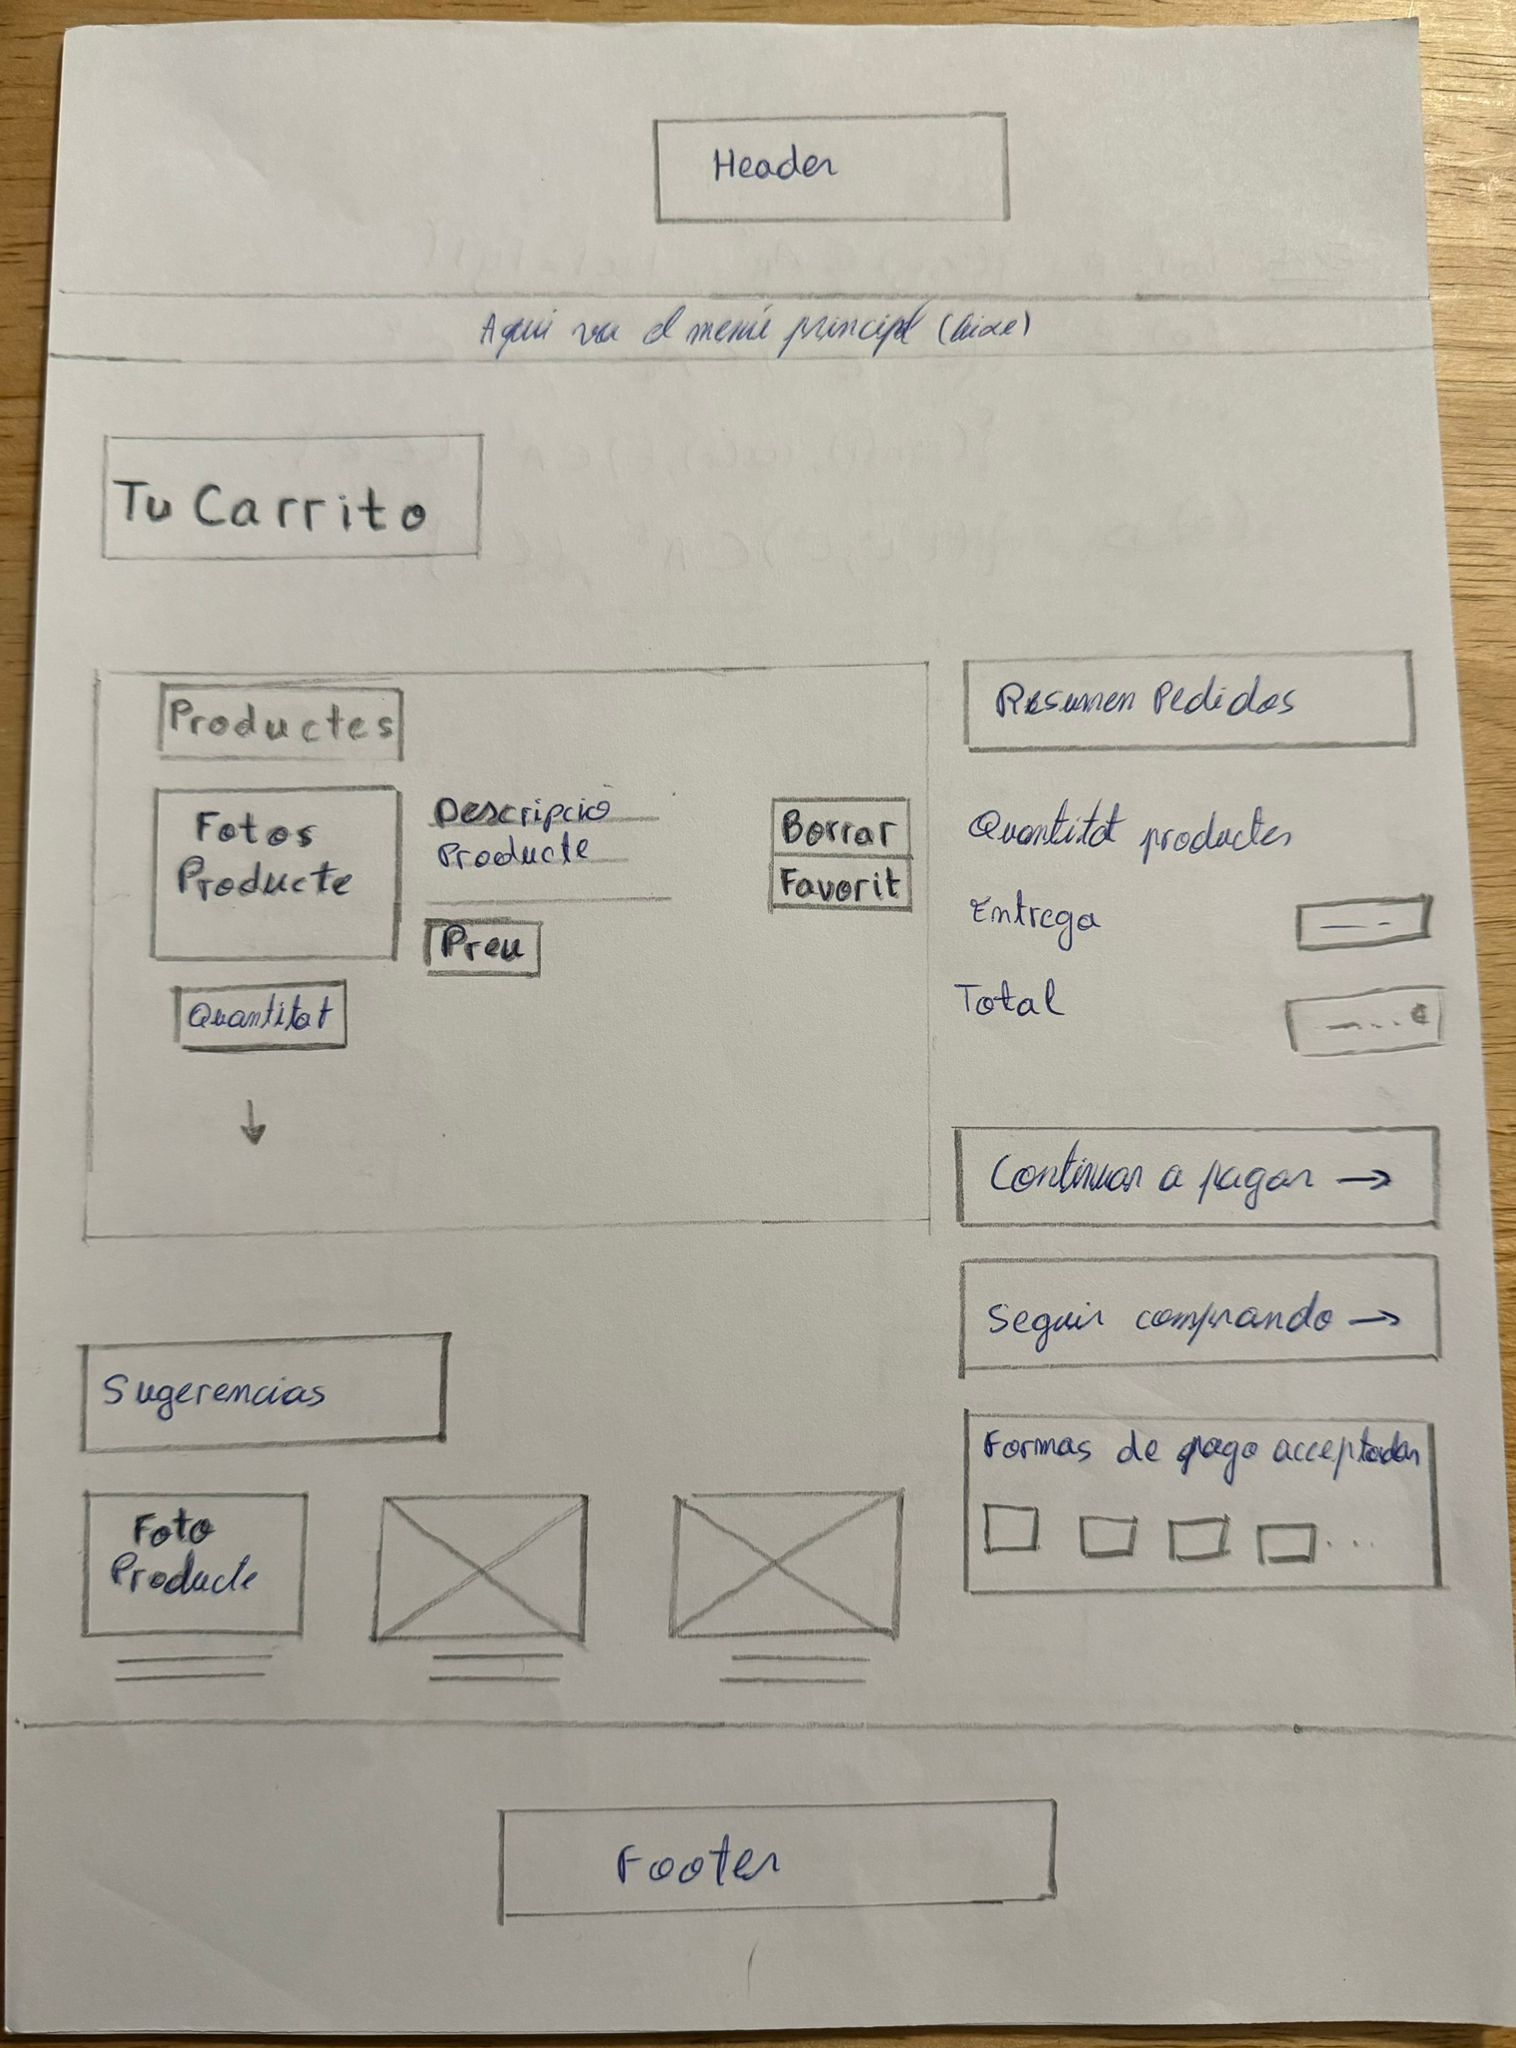 Header
Aqui va el menú principal
Tu Carrito
Productes
Fotos
Producte
Descripció
Producte
Preu
Quantitat
Borrar
Favorit
Resumen Pedidos
Quantitat productes
Entrega
Total
€
Continuar a pagar →
Seguir comprando →
Formas de pago acceptadas
...
Sugerencias
Foto
Producte
Footer